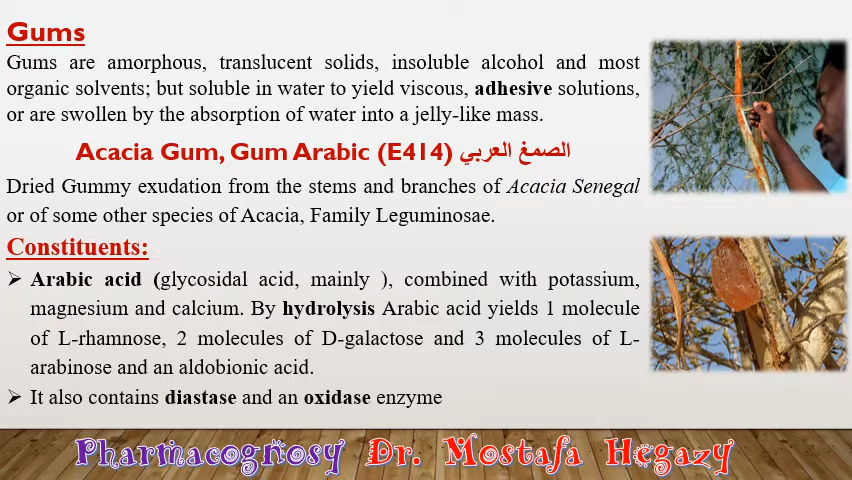 Gums
Gums are amorphous, translucent solids, insoluble alcohol and most
organic solvents; but soluble in water to yield viscous, adhesive solutions,
or are swollen by the absorption of water into a jelly-like mass.
Acacia Gum, Gum Arabic (E414) الصمغ العربي
Dried Gummy exudation from the stems and branches of Acacia Senegal
or of some other species of Acacia, Family Leguminosae.
Constituents:
➢ Arabic acid (glycosidal acid, mainly ), combined with potassium,
magnesium and calcium. By hydrolysis Arabic acid yields 1 molecule
of L-rhamnose, 2 molecules of D-galactose and 3 molecules of L-
arabinose and an aldobionic acid.
➢ It also contains diastase and an oxidase enzyme
Pharmacognosy Dr. Mostafa Hegazy